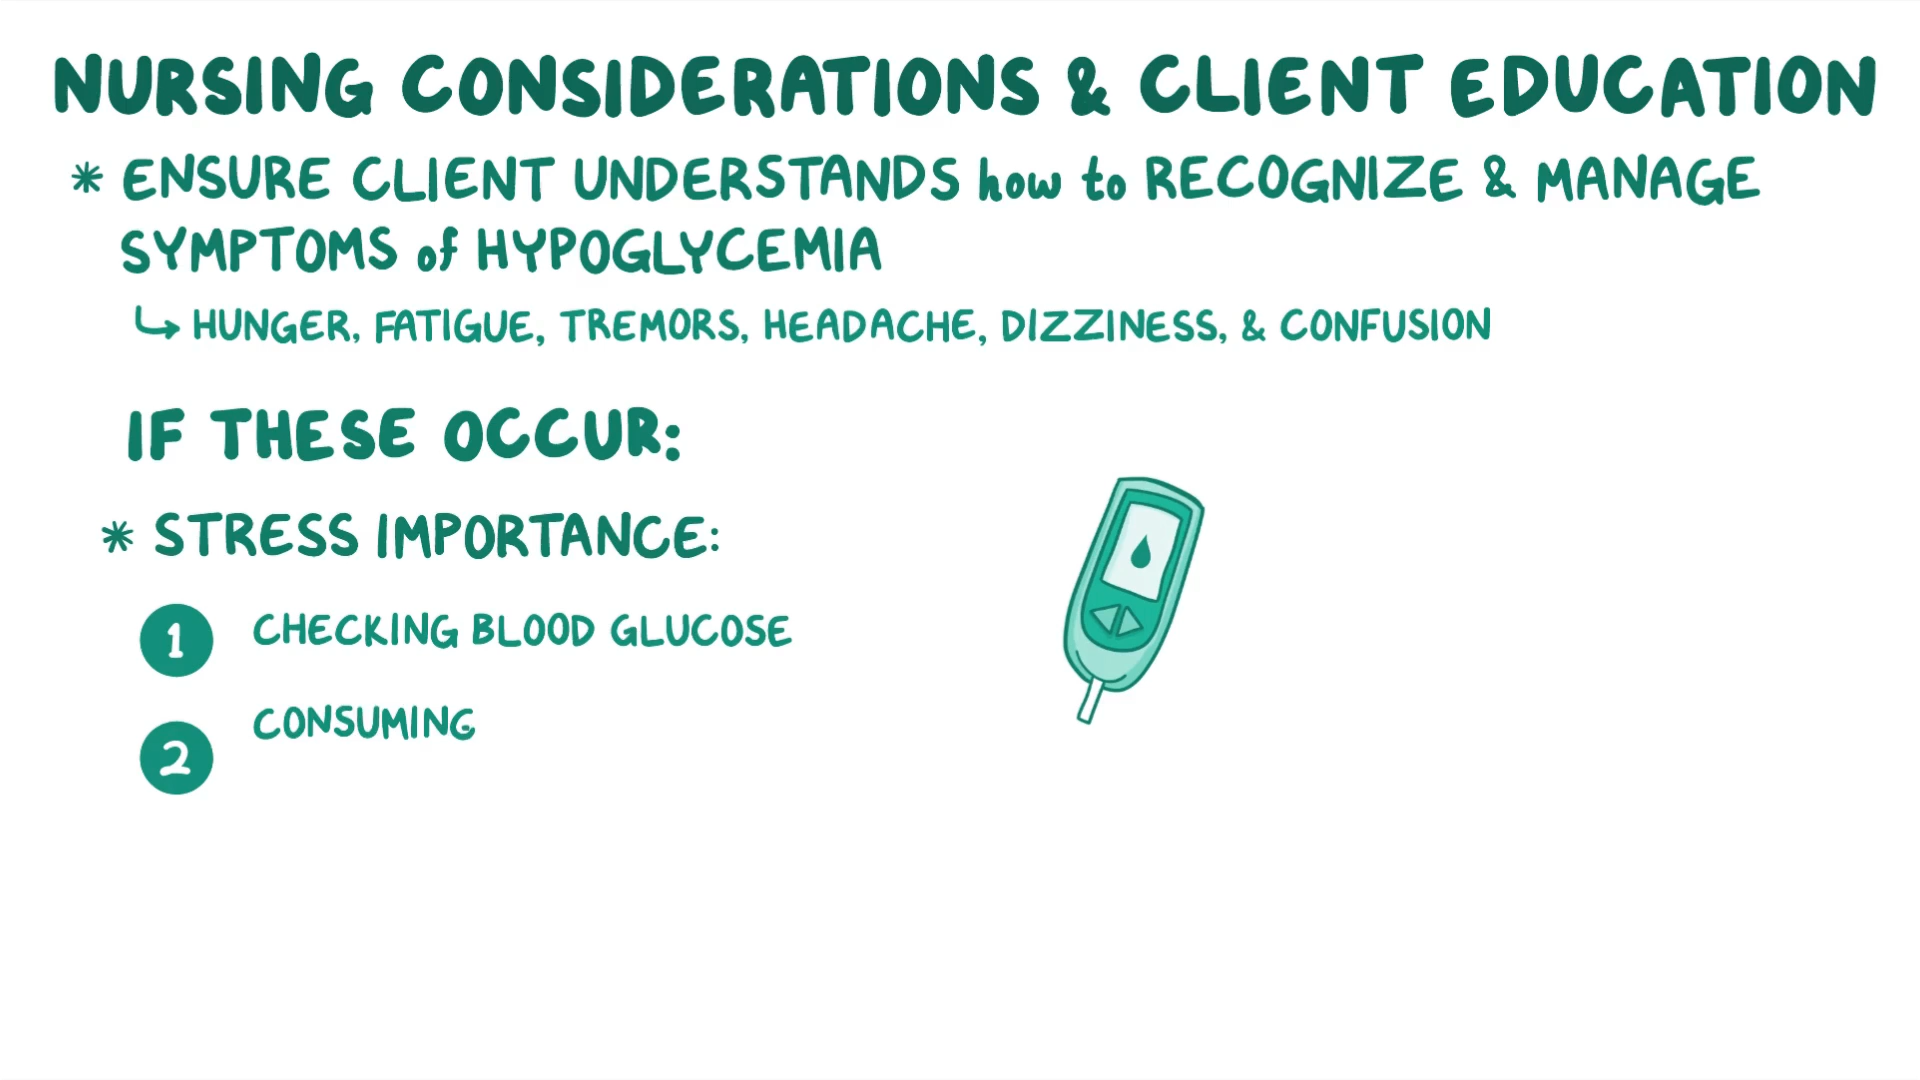 NURSING CONSIDERATIONS & CLIENT EDUCATION
* ENSURE CLIENT UNDERSTANDS how to RECOGNIZE & MANAGE
SYMPTOMS of HYPOGLYCEMIA
↳ HUNGER, FATIGUE, TREMORS, HEADACHE, DIZZINESS, & CONFUSION
IF THESE OCCUR:
* STRESS IMPORTANCE:
1 CHECKING BLOOD GLUCOSE
2 CONSUMING